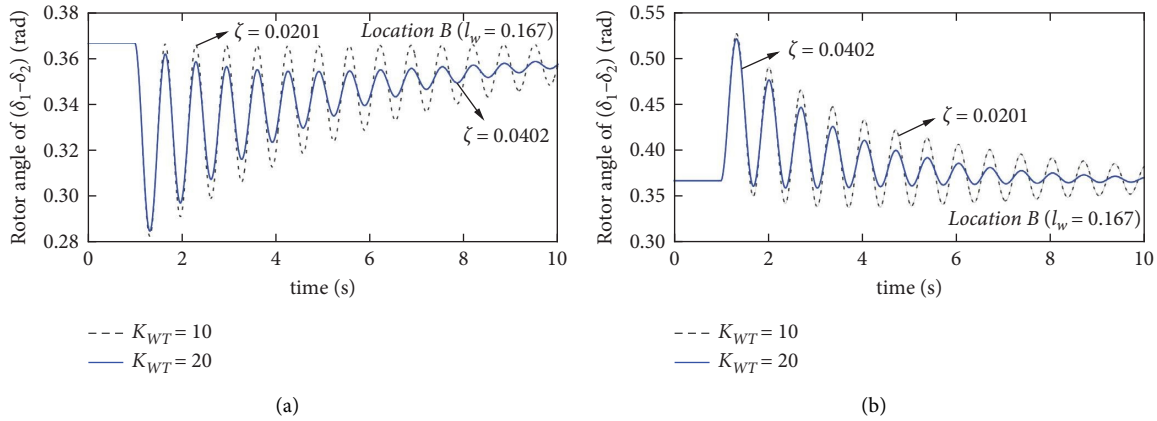 Rotor angle of (δ₁–δ₂) (rad)
0.38
0.36
0.34
0.32
0.30
0.28
ζ = 0.0201
Location B (l_w = 0.167)
ζ = 0.0402
0 2 4 6 8 10
time (s)
K_WT = 10
K_WT = 20
(a)
Rotor angle of (δ₁–δ₂) (rad)
0.55
0.50
0.45
0.40
0.35
0.30
ζ = 0.0402
ζ = 0.0201
Location B (l_w = 0.167)
0 2 4 6 8 10
time (s)
K_WT = 10
K_WT = 20
(b)